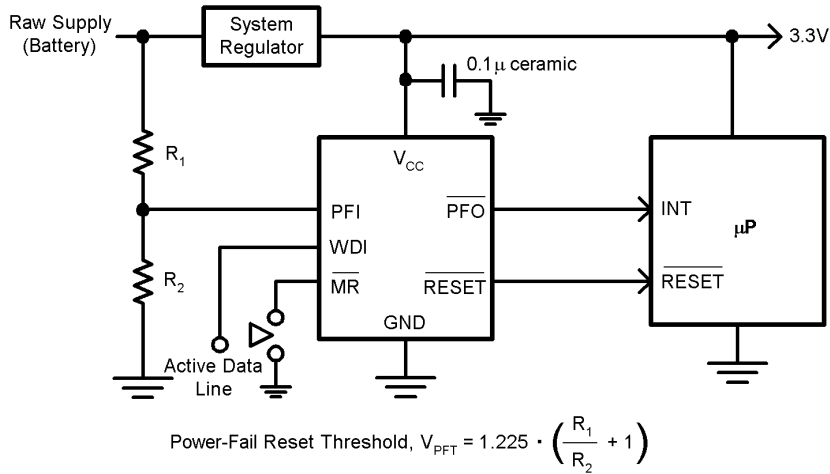 Raw Supply
(Battery)
System
Regulator
3.3V
0.1µ ceramic
R1
VCC
PFI
PFO
INT
µP
WDI
R2
MR
RESET
RESET
GND
Active Data
Line
Power-Fail Reset Threshold, VPFT = 1.225 · (R1/R2 + 1)